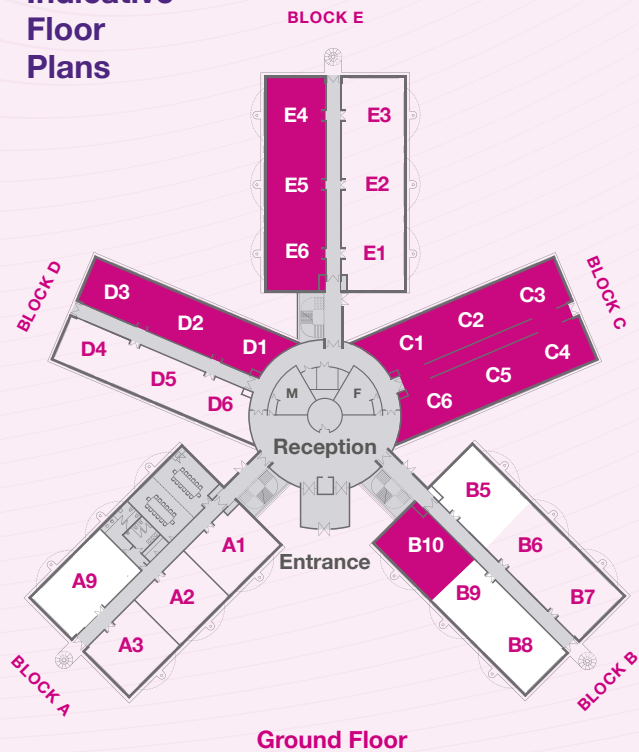 Indicative
Floor
Plans
BLOCK E
E4
E3
E5
E2
E6
E1
BLOCK D
D3
D2
D1
D4
D5
D6
BLOCK C
C3
C2
C1
C4
C5
C6
M
F
Reception
Entrance
A1
A2
A3
A9
BLOCK A
B5
B6
B7
B10
B9
B8
BLOCK B
Ground Floor